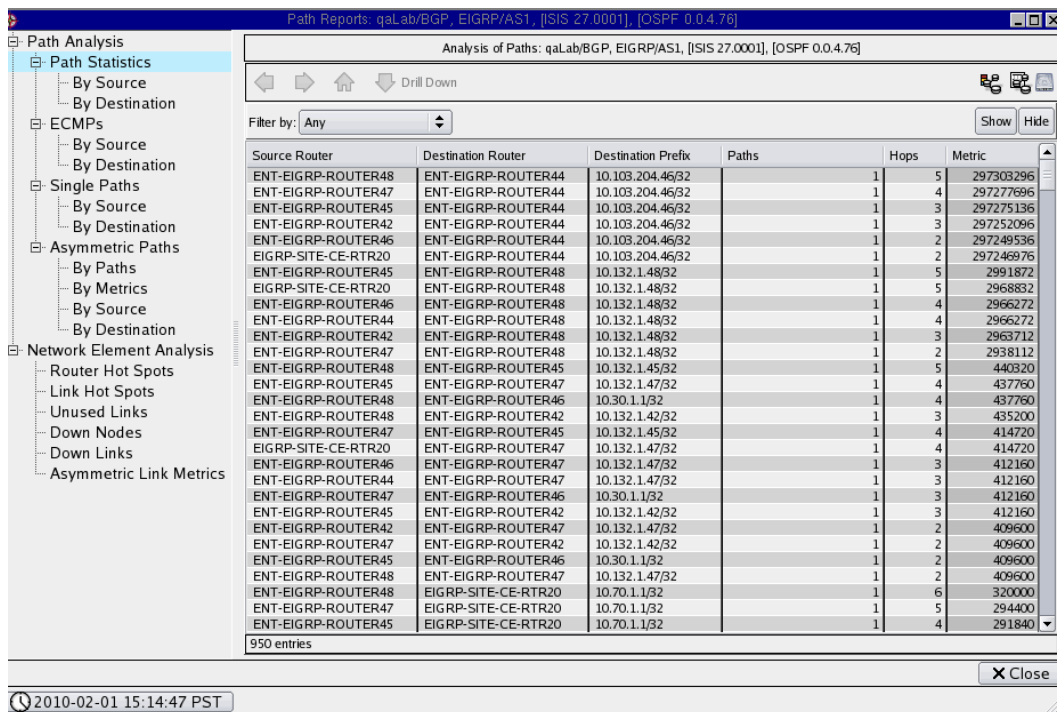 Path Reports: qaLab/BGP, EIGRP/AS1, [ISIS 27.0001], [OSPF 0.0.4.76]
Path Analysis
Path Statistics
By Source
By Destination
ECMPs
By Source
By Destination
Single Paths
By Source
By Destination
Asymmetric Paths
By Paths
By Metrics
By Source
By Destination
Network Element Analysis
Router Hot Spots
Link Hot Spots
Unused Links
Down Nodes
Down Links
Asymmetric Link Metrics
Analysis of Paths: qaLab/BGP, EIGRP/AS1, [ISIS 27.0001], [OSPF 0.0.4.76]
Drill Down
Filter by: Any Show Hide
Source Router Destination Router Destination Prefix Paths Hops Metric
ENT-EIGRP-ROUTER48 ENT-EIGRP-ROUTER44 10.103.204.46/32 1 5 297303296
ENT-EIGRP-ROUTER47 ENT-EIGRP-ROUTER44 10.103.204.46/32 1 4 297277696
ENT-EIGRP-ROUTER45 ENT-EIGRP-ROUTER44 10.103.204.46/32 1 3 297275136
ENT-EIGRP-ROUTER42 ENT-EIGRP-ROUTER44 10.103.204.46/32 1 3 297252096
ENT-EIGRP-ROUTER46 ENT-EIGRP-ROUTER44 10.103.204.46/32 1 2 297249536
EIGRP-SITE-CE-RTR20 ENT-EIGRP-ROUTER44 10.103.204.46/32 1 2 297246976
ENT-EIGRP-ROUTER45 ENT-EIGRP-ROUTER48 10.132.1.48/32 1 5 2991872
EIGRP-SITE-CE-RTR20 ENT-EIGRP-ROUTER48 10.132.1.48/32 1 5 2968832
ENT-EIGRP-ROUTER46 ENT-EIGRP-ROUTER48 10.132.1.48/32 1 4 2966272
ENT-EIGRP-ROUTER44 ENT-EIGRP-ROUTER48 10.132.1.48/32 1 4 2966272
ENT-EIGRP-ROUTER42 ENT-EIGRP-ROUTER48 10.132.1.48/32 1 3 2963712
ENT-EIGRP-ROUTER47 ENT-EIGRP-ROUTER48 10.132.1.48/32 1 2 2938112
ENT-EIGRP-ROUTER48 ENT-EIGRP-ROUTER45 10.132.1.45/32 1 5 440320
ENT-EIGRP-ROUTER45 ENT-EIGRP-ROUTER47 10.132.1.47/32 1 4 437760
ENT-EIGRP-ROUTER48 ENT-EIGRP-ROUTER46 10.30.1.1/32 1 4 437760
ENT-EIGRP-ROUTER48 ENT-EIGRP-ROUTER42 10.132.1.42/32 1 3 435200
ENT-EIGRP-ROUTER47 ENT-EIGRP-ROUTER45 10.132.1.45/32 1 4 414720
EIGRP-SITE-CE-RTR20 ENT-EIGRP-ROUTER47 10.132.1.47/32 1 4 414720
ENT-EIGRP-ROUTER46 ENT-EIGRP-ROUTER47 10.132.1.47/32 1 3 412160
ENT-EIGRP-ROUTER44 ENT-EIGRP-ROUTER47 10.132.1.47/32 1 3 412160
ENT-EIGRP-ROUTER47 ENT-EIGRP-ROUTER46 10.30.1.1/32 1 3 412160
ENT-EIGRP-ROUTER45 ENT-EIGRP-ROUTER42 10.132.1.42/32 1 3 412160
ENT-EIGRP-ROUTER42 ENT-EIGRP-ROUTER47 10.132.1.47/32 1 2 409600
ENT-EIGRP-ROUTER47 ENT-EIGRP-ROUTER42 10.132.1.42/32 1 2 409600
ENT-EIGRP-ROUTER45 ENT-EIGRP-ROUTER46 10.30.1.1/32 1 2 409600
ENT-EIGRP-ROUTER48 ENT-EIGRP-ROUTER47 10.132.1.47/32 1 2 409600
ENT-EIGRP-ROUTER48 EIGRP-SITE-CE-RTR20 10.70.1.1/32 1 6 320000
ENT-EIGRP-ROUTER47 EIGRP-SITE-CE-RTR20 10.70.1.1/32 1 5 294400
ENT-EIGRP-ROUTER45 EIGRP-SITE-CE-RTR20 10.70.1.1/32 1 4 291840
950 entries
Close
2010-02-01 15:14:47 PST